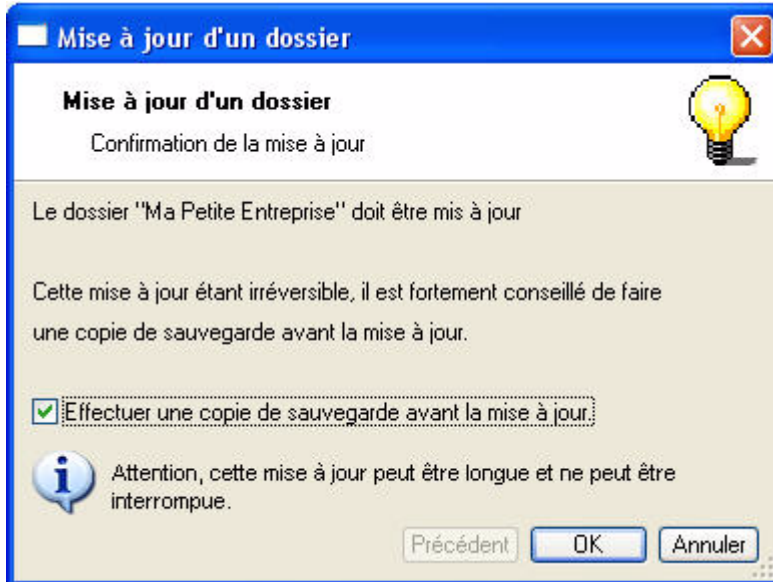 Mise à jour d'un dossier
Mise à jour d'un dossier
Confirmation de la mise à jour
Le dossier "Ma Petite Entreprise" doit être mis à jour
Cette mise à jour étant irréversible, il est fortement conseillé de faire
une copie de sauvegarde avant la mise à jour.
Effectuer une copie de sauvegarde avant la mise à jour.
Attention, cette mise à jour peut être longue et ne peut être
interrompue.
Précédent OK Annuler